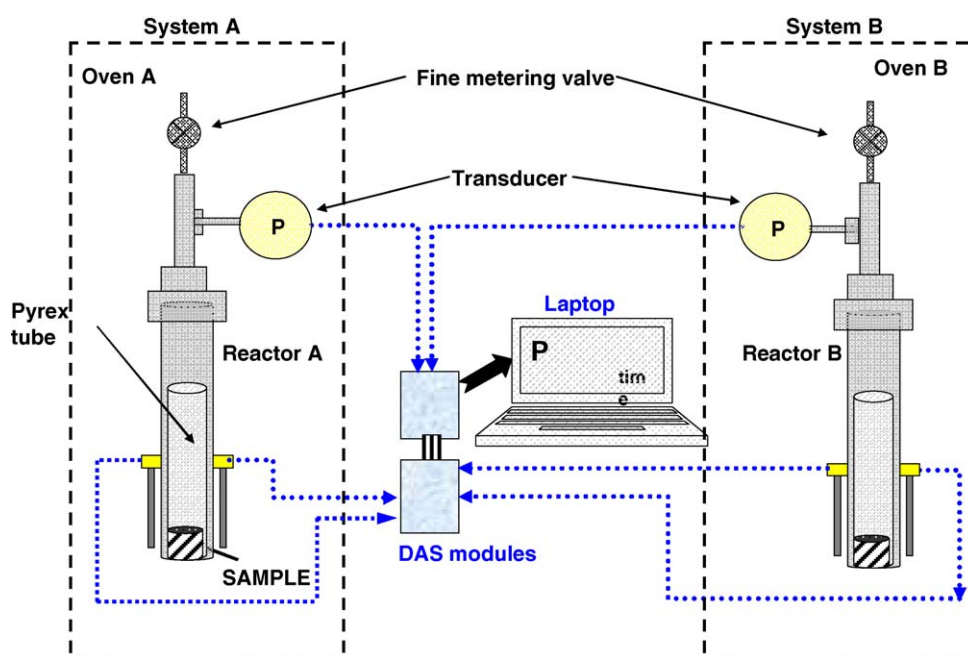 System A
System B
Oven A
Oven B
Fine metering valve
Transducer
P
P
Pyrex
tube
Laptop
Reactor A
Reactor B
P
tim
e
DAS modules
SAMPLE